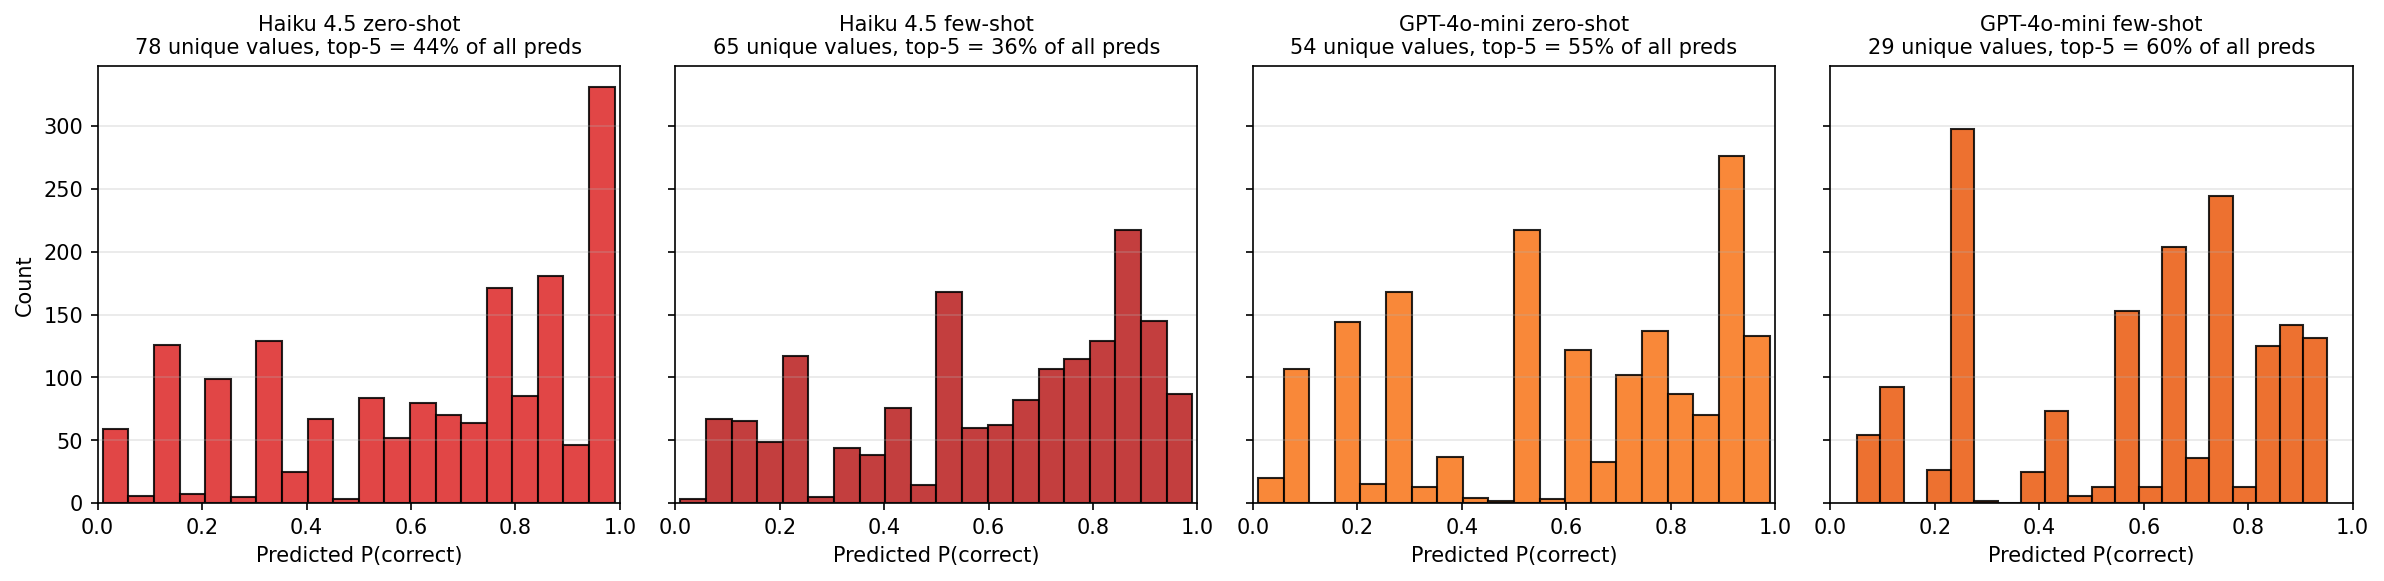 Haiku 4.5 zero-shot
78 unique values, top-5 = 44% of all preds
Haiku 4.5 few-shot
65 unique values, top-5 = 36% of all preds
GPT-4o-mini zero-shot
54 unique values, top-5 = 55% of all preds
GPT-4o-mini few-shot
29 unique values, top-5 = 60% of all preds
Count
300
250
200
150
100
50
0
0.0 0.2 0.4 0.6 0.8 1.0
Predicted P(correct)
0.0 0.2 0.4 0.6 0.8 1.0
Predicted P(correct)
0.0 0.2 0.4 0.6 0.8 1.0
Predicted P(correct)
0.0 0.2 0.4 0.6 0.8 1.0
Predicted P(correct)